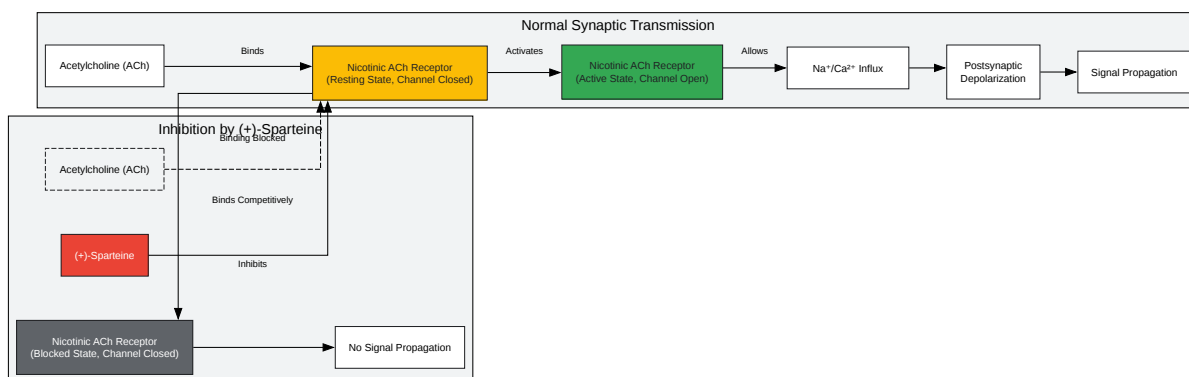 Normal Synaptic Transmission
Acetylcholine (ACh)
Binds
Nicotinic ACh Receptor
(Resting State, Channel Closed)
Activates
Nicotinic ACh Receptor
(Active State, Channel Open)
Allows
Na⁺/Ca²⁺ Influx
Postsynaptic
Depolarization
Signal Propagation
Inhibition by (+)-Sparteine
Binding Blocked
Acetylcholine (ACh)
Binds Competitively
(+)-Sparteine
Inhibits
Nicotinic ACh Receptor
(Blocked State, Channel Closed)
No Signal Propagation